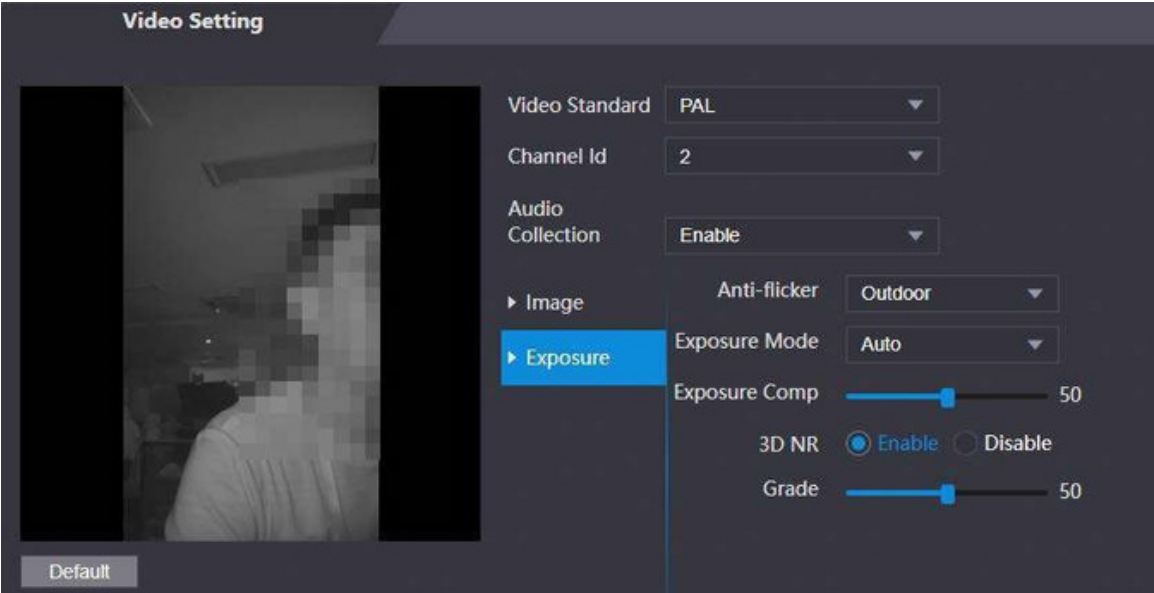 Video Setting
Video Standard PAL
Channel Id 2
Audio
Collection Enable
Anti-flicker Outdoor
Image
Exposure Mode Auto
Exposure
Exposure Comp 50
3D NR Enable Disable
Grade 50
Default